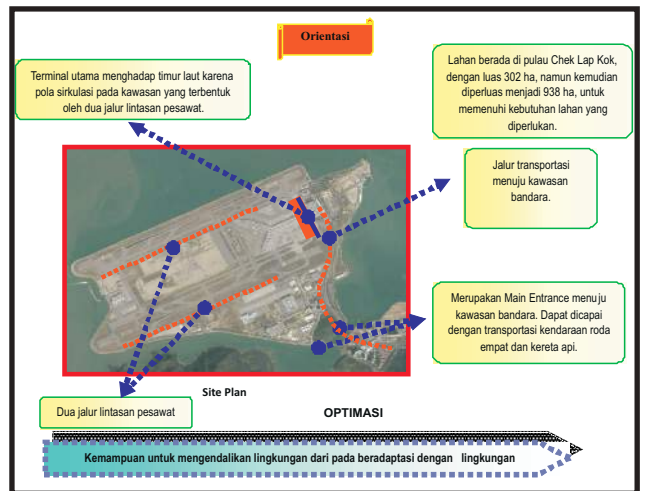 Orientasi
Terminal utama menghadap timur laut karena
pola sirkulasi pada kawasan yang terbentuk
oleh dua jalur lintasan pesawat.
Lahan berada di pulau Chek Lap Kok,
dengan luas 302 ha, namun kemudian
diperluas menjadi 938 ha, untuk
memenuhi kebutuhan lahan yang
diperlukan.
Jalur transportasi
menuju kawasan
bandara.
Merupakan Main Entrance menuju
kawasan bandara. Dapat dicapai
dengan transportasi kendaraan roda
empat dan kereta api.
Site Plan
Dua jalur lintasan pesawat
OPTIMASI
Kemampuan untuk mengendalikan lingkungan dari pada beradaptasi dengan lingkungan